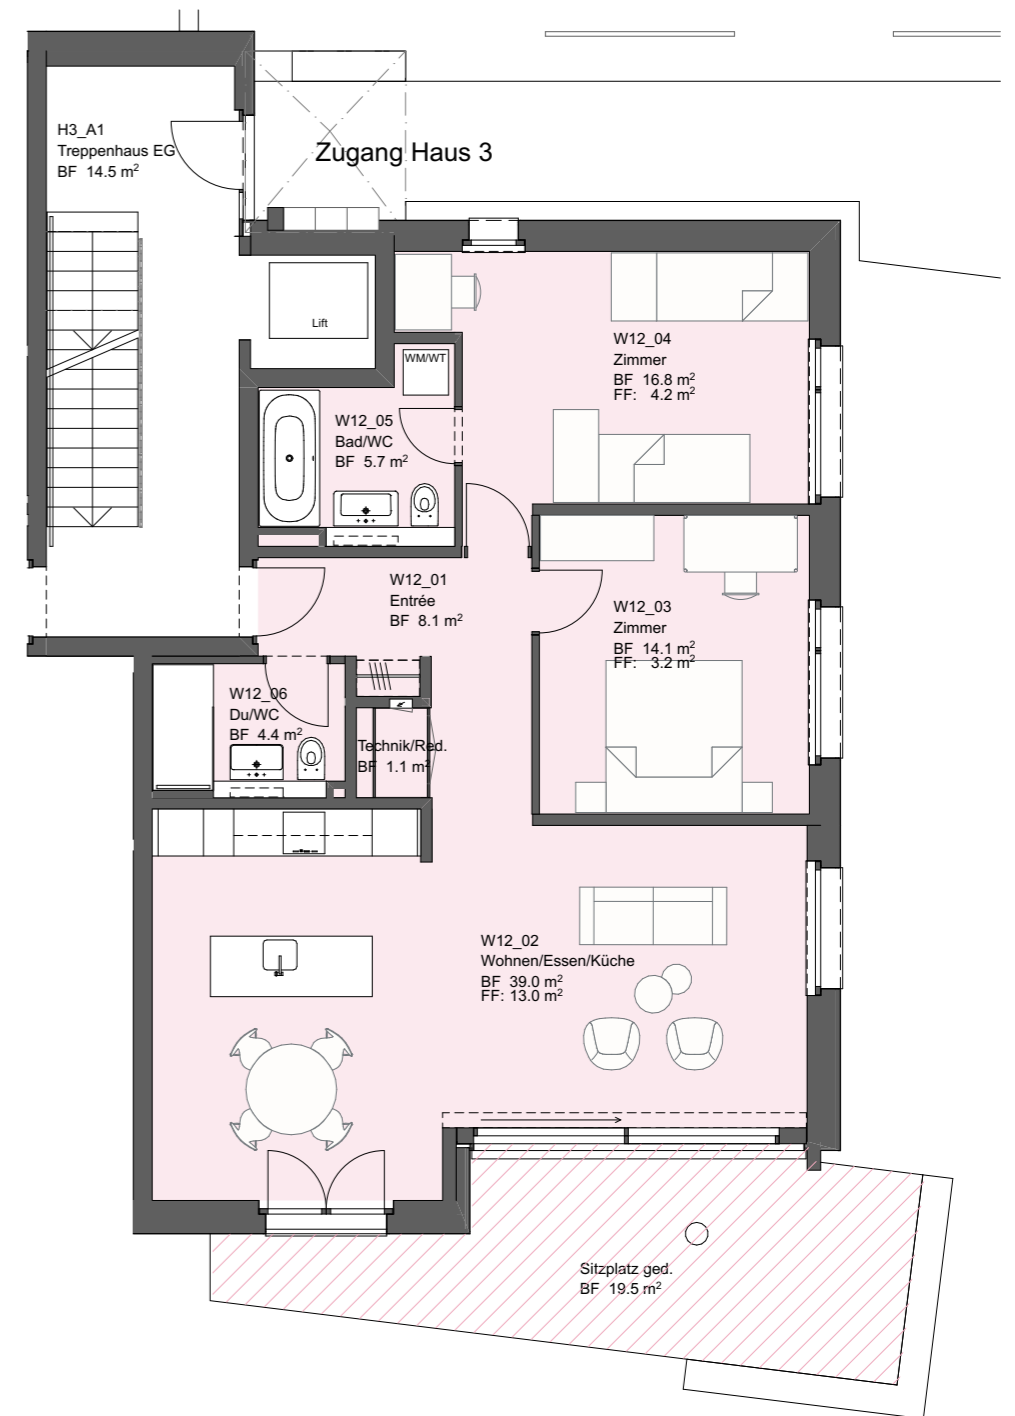 H3_A1
Treppenhaus EG
BF 14.5 m²
Zugang Haus 3
Lift
WM/WT
W12_04
Zimmer
BF 16.8 m²
FF: 4.2 m²
W12_05
Bad/WC
BF 5.7 m²
W12_01
Entrée
BF 8.1 m²
W12_03
Zimmer
BF 14.1 m²
FF: 3.2 m²
W12_06
Du/WC
BF 4.4 m²
Technik/Red.
BF 1.1 m²
W12_02
Wohnen/Essen/Küche
BF 39.0 m²
FF: 13.0 m²
Sitzplatz ged.
BF 19.5 m²